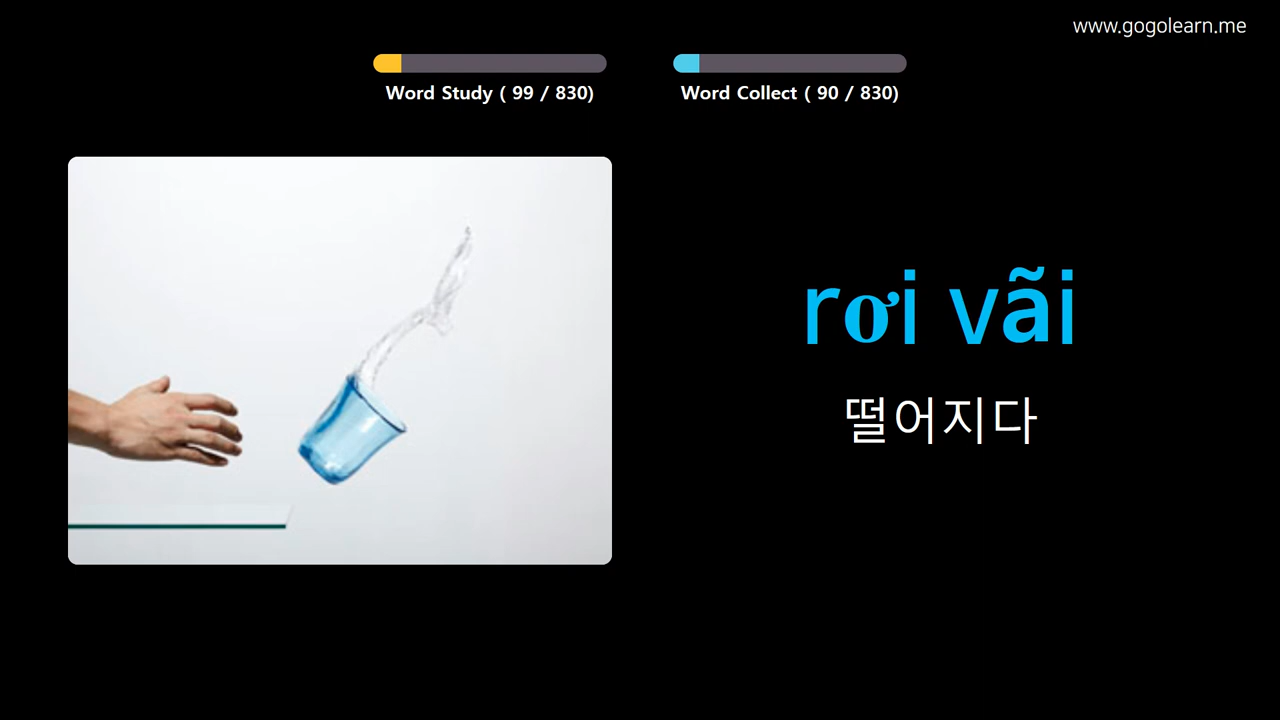 www.gogolearn.me
Word Study ( 99 / 830)
Word Collect ( 90 / 830)
rơi vãi
떨어지다